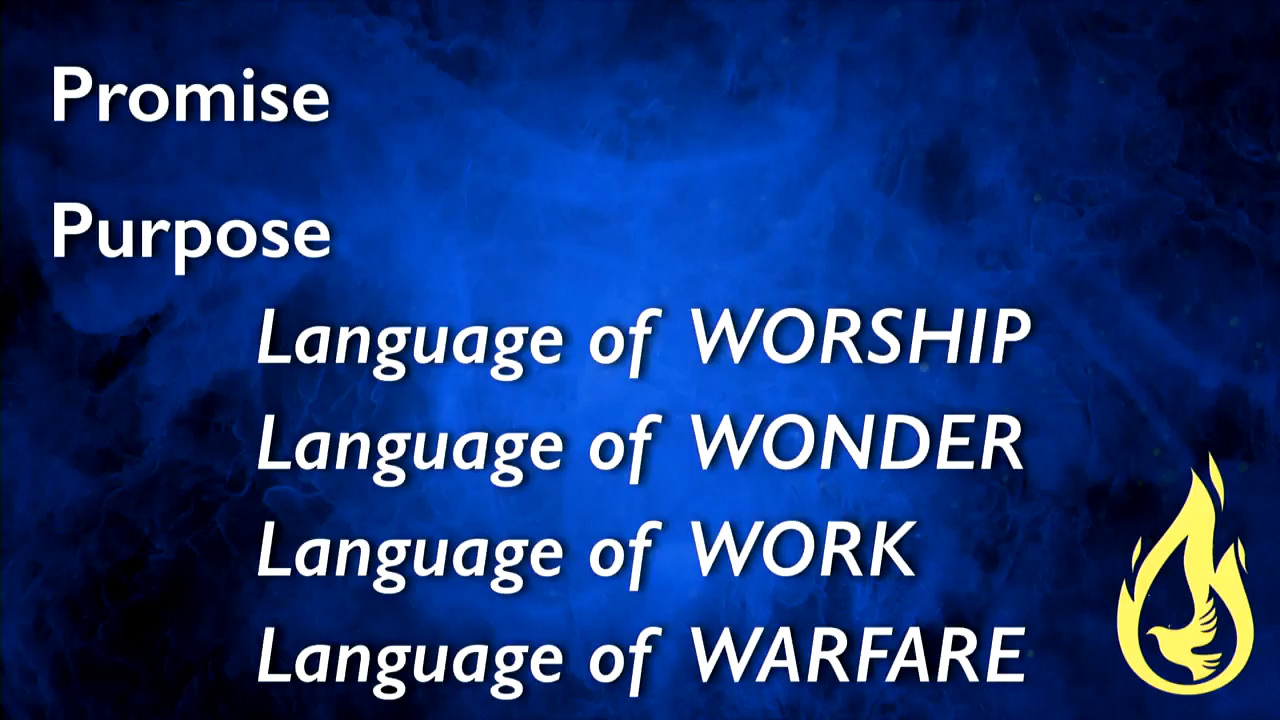 Promise
Purpose
Language of WORSHIP
Language of WONDER
Language of WORK
Language of WARFARE